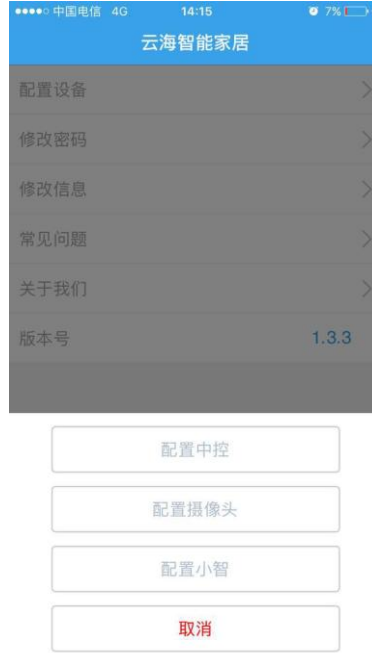 中国电信 4G 14:15 7%
云海智能家居
配置设备
修改密码
修改信息
常见问题
关于我们
版本号 1.3.3
配置中控
配置摄像头
配置小智
取消